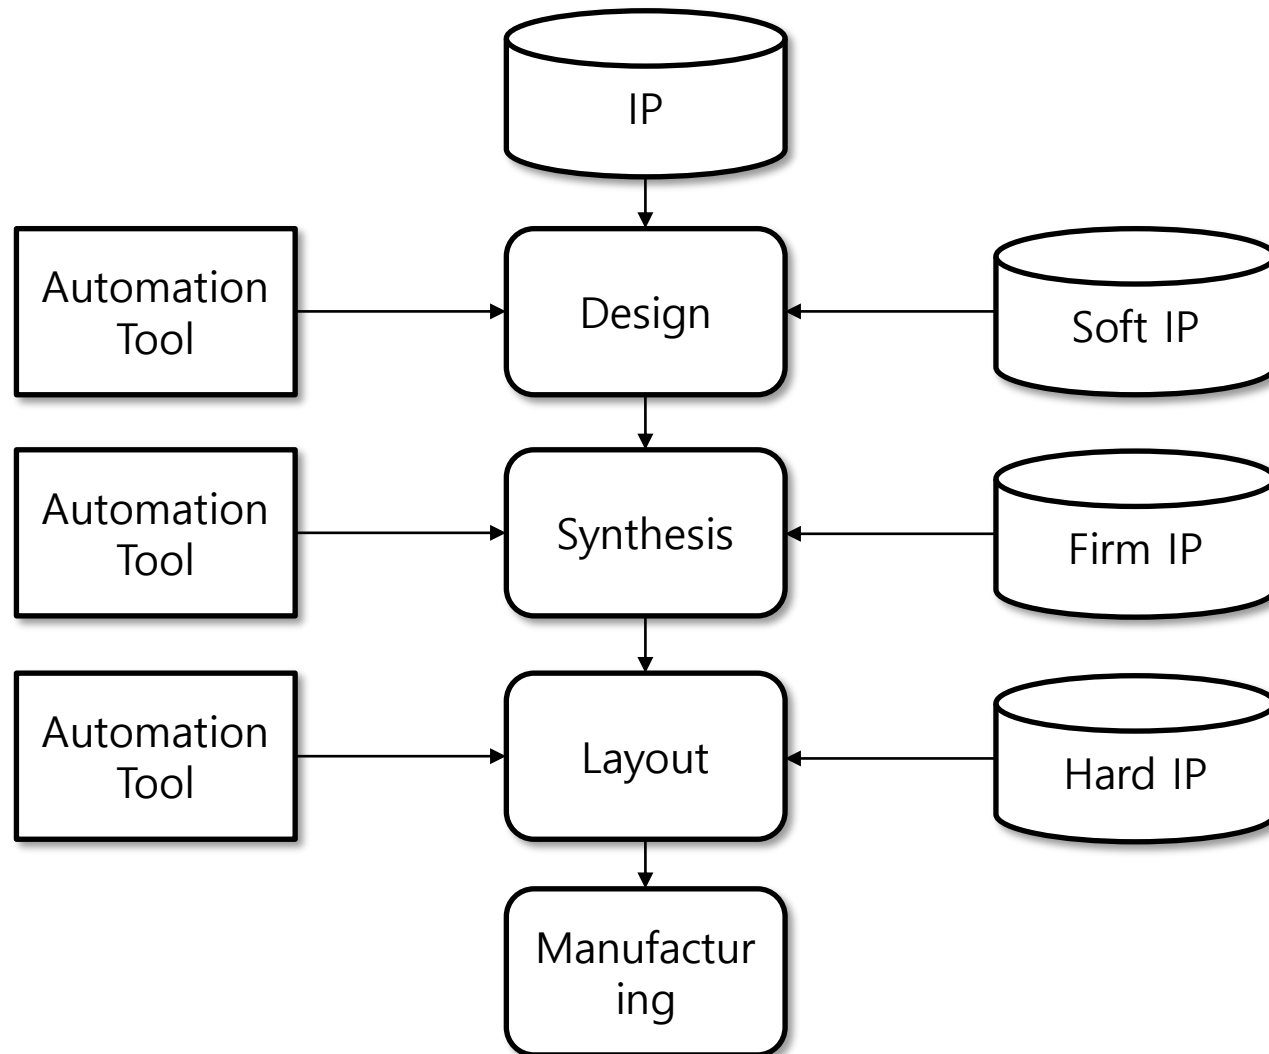 IP
Automation
Tool
Design
Soft IP
Automation
Tool
Synthesis
Firm IP
Automation
Tool
Layout
Hard IP
Manufactur
ing